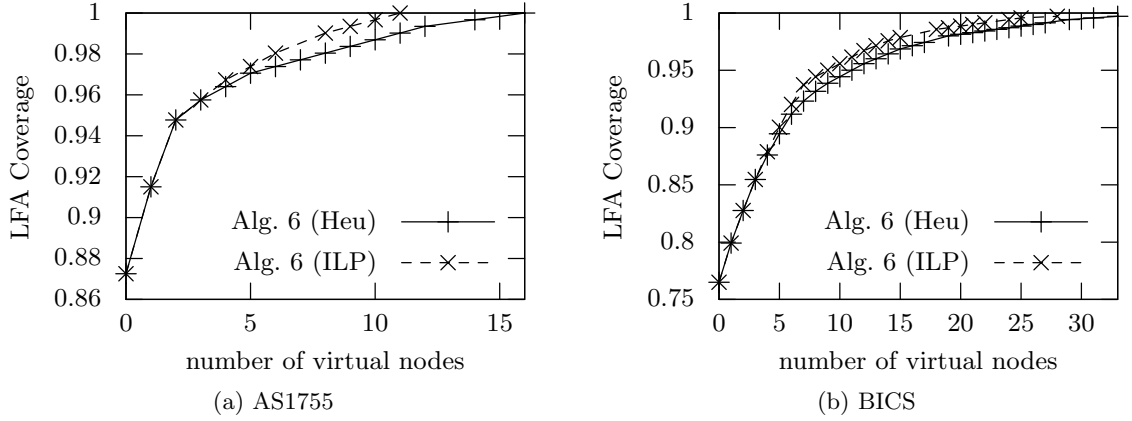 1
0.98
0.96
0.94
0.92
0.9
0.88
0.86
LFA Coverage
Alg. 6 (Heu)
Alg. 6 (ILP)
0 5 10 15
number of virtual nodes
(a) AS1755
1
0.95
0.9
0.85
0.8
0.75
LFA Coverage
Alg. 6 (Heu)
Alg. 6 (ILP)
0 5 10 15 20 25 30
number of virtual nodes
(b) BICS